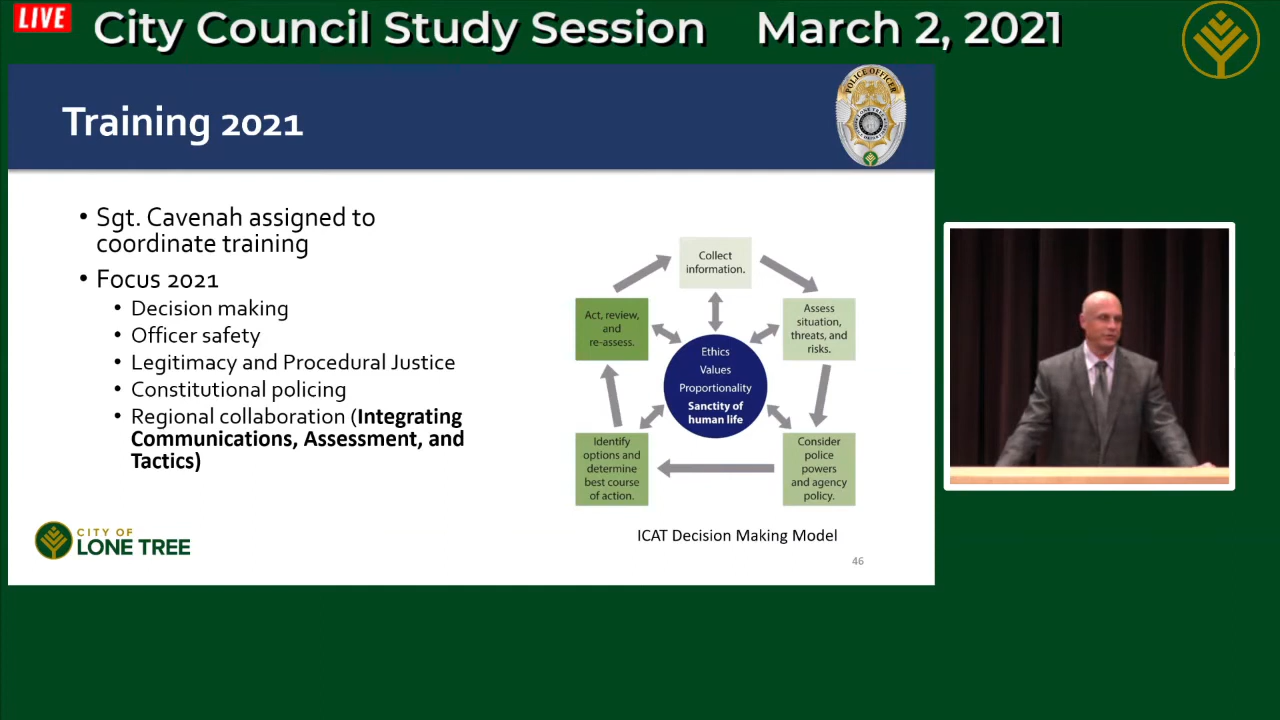 LIVE
City Council Study Session March 2, 2021
Training 2021
POLICE OFFICER
• Sgt. Cavenah assigned to
coordinate training
• Focus 2021
• Decision making
• Officer safety
• Legitimacy and Procedural Justice
• Constitutional policing
• Regional collaboration (Integrating
Communications, Assessment, and
Tactics)
Collect
information.
Assess
situation,
threats, and
risks.
Consider
police
powers
and agency
policy.
Identify
options and
determine
best course
of action.
Act, review,
and
re-assess.
Ethics
Values
Proportionality
Sanctity of
human life
ICAT Decision Making Model
CITY OF
LONE TREE
46